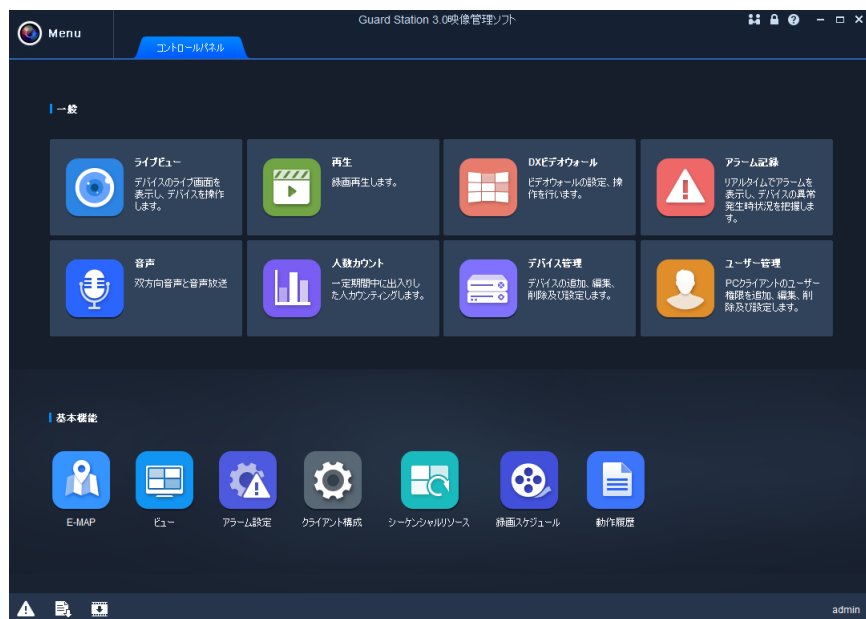 Guard Station 3.0映像管理ソフト
Menu
コントロールパネル
一般
ライブビュー
デバイスのライブ画面を
表示し、デバイスを操作
します。
再生
録画再生します。
DXビデオウォール
ビデオウォールの設定、操
作を行います。
アラーム記録
リアルタイムでアラームを
表示し、デバイスの異常
発生時状況を把握しま
す。
音声
双方向音声と音声放送
人数カウント
一定期間中に出入りし
た人カウンティングします。
デバイス管理
デバイスの追加、編集、
削除及び設定します。
ユーザー管理
PCクライアントのユーザー
権限を追加、編集、削
除及び設定します。
基本機能
E-MAP
ビュー
アラーム設定
クライアント構成
シーケンシャルリソース
録画スケジュール
動作履歴
admin